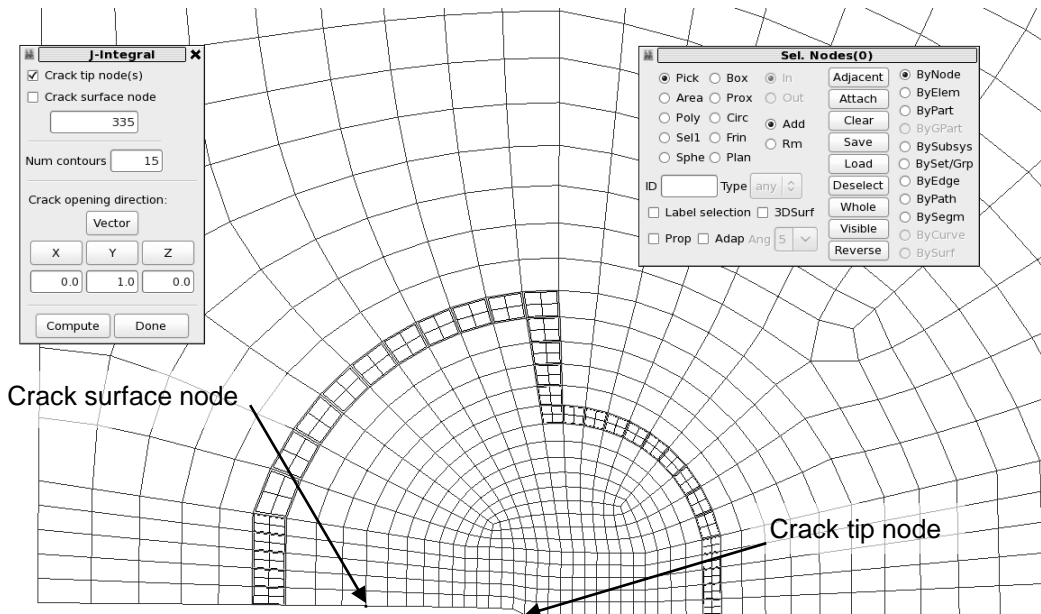 J-Integral
Crack tip node(s)
Crack surface node
335
Num contours 15
Crack opening direction:
Vector
X Y Z
0.0 1.0 0.0
Compute Done
Sel. Nodes(0)
Pick Box In Adjacent ByNode
Area Prox Out Attach ByElem
Poly Circ Add Clear ByPart
Sel1 Frin Rm Save ByGPart
Sphe Plan Load BySubsys
ID Type any Deselect BySet/Grp
Label selection 3DSurf Whole ByEdge
Prop Adap Ang 5 Visible ByPath
Reverse BySegm
ByCurve
BySurf
Crack surface node
Crack tip node